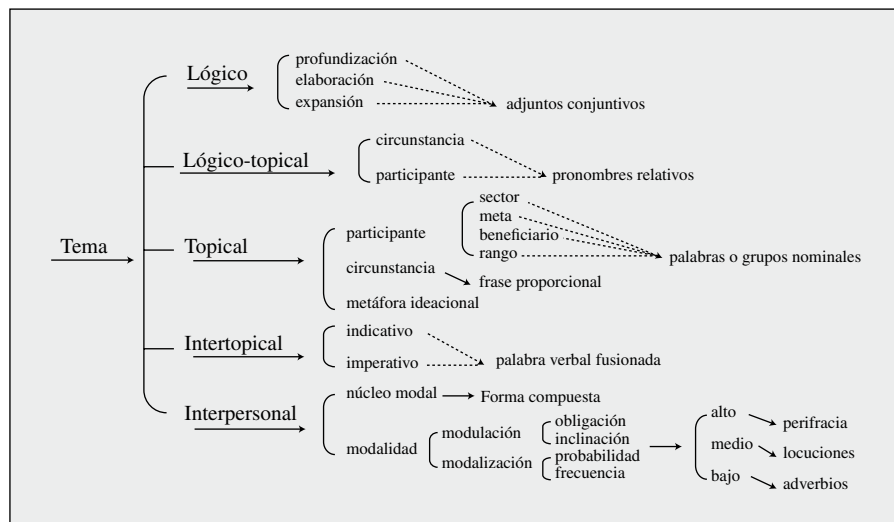 Tema
Lógico
profundización
elaboración
expansión
adjuntos conjuntivos
Lógico-topical
circunstancia
participante
pronombres relativos
Topical
participante
sector
meta
beneficiario
rango
palabras o grupos nominales
circunstancia
frase proporcional
metáfora ideacional
Intertopical
indicativo
imperativo
palabra verbal fusionada
Interpersonal
núcleo modal
Forma compuesta
modalidad
modulación
obligación
inclinación
modalización
probabilidad
frecuencia
alto
perifracia
medio
locuciones
bajo
adverbios